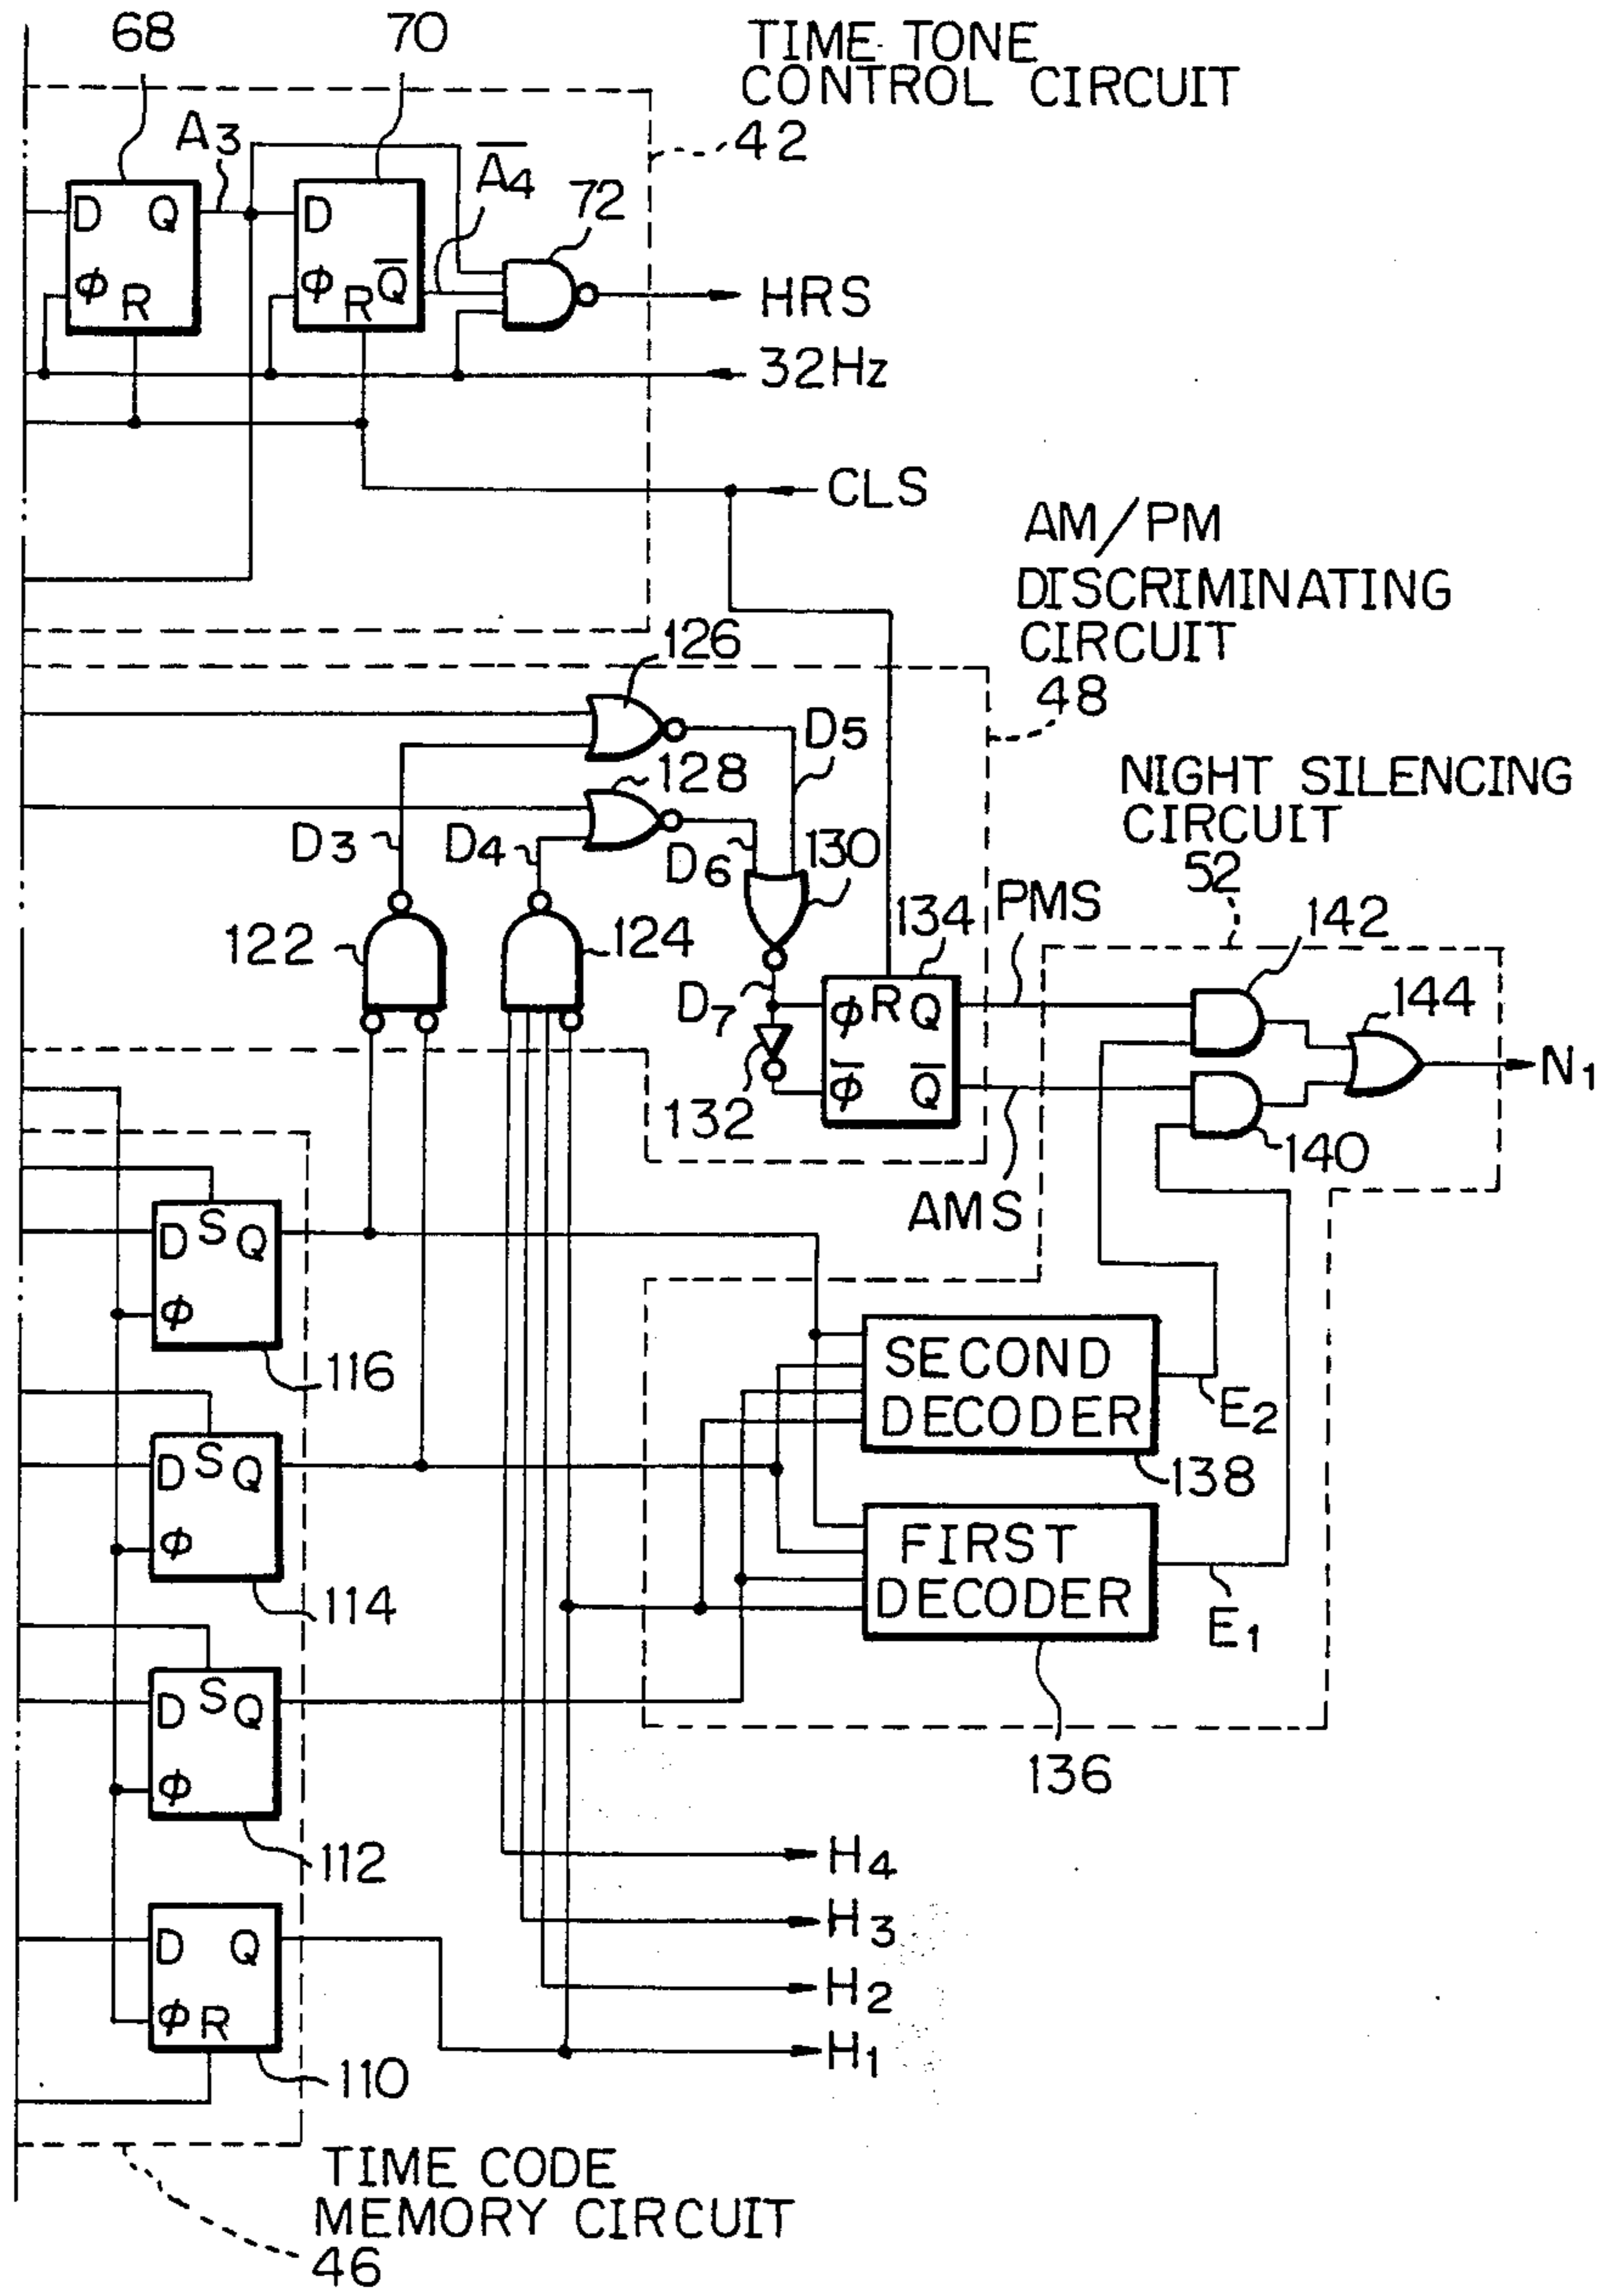 68
70
TIME TONE
CONTROL CIRCUIT
42
A3
A̅4̅
72
D Q
ϕ R
D
ϕ R Q̅
HRS
32Hz
CLS
AM/PM
DISCRIMINATING
CIRCUIT
48
126
D5
128
NIGHT SILENCING
CIRCUIT
52
D3
D4
D6
130
122
124
134
PMS
142
D7
ϕ R Q
ϕ̅ Q̅
144
N1
132
140
AMS
D S Q
ϕ
116
SECOND
DECODER
E2
138
D S Q
ϕ
114
FIRST
DECODER
E1
136
D S Q
ϕ
112
H4
H3
H2
H1
D Q
ϕ R
110
TIME CODE
MEMORY CIRCUIT
46